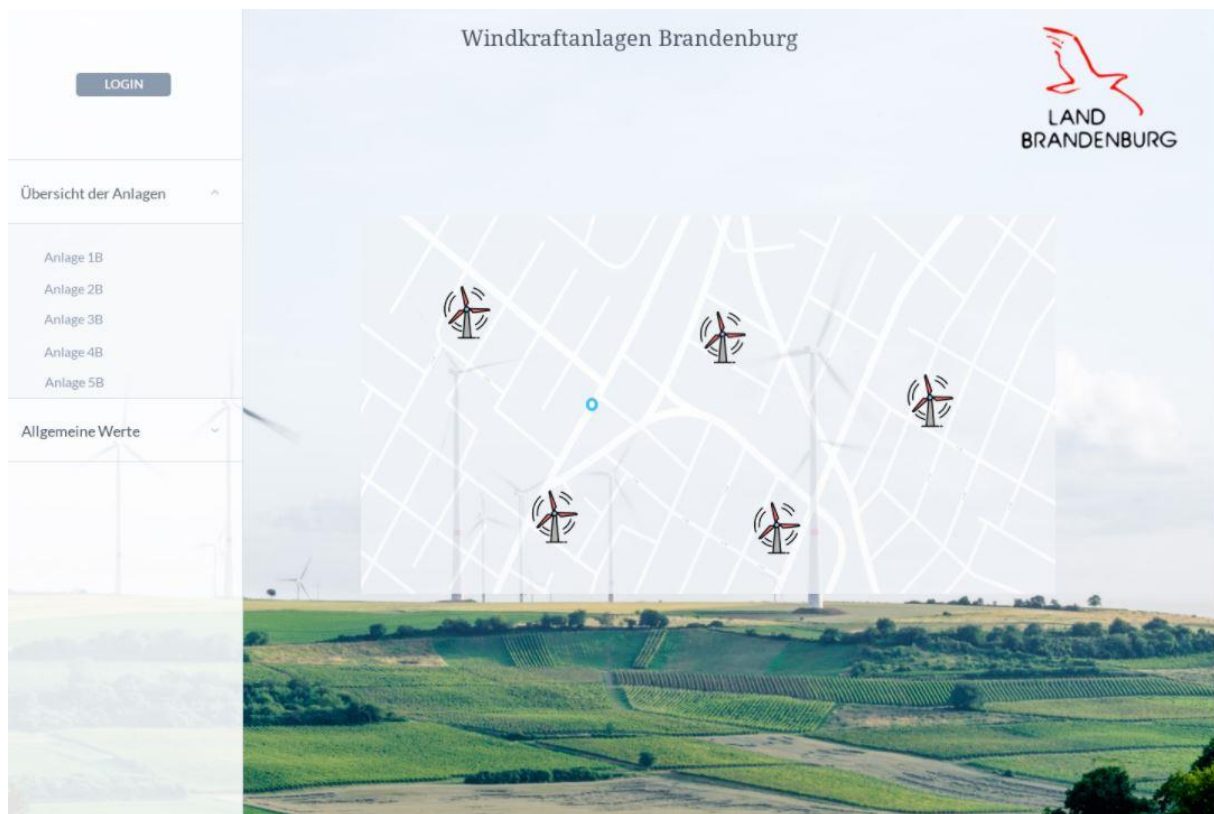 Windkraftanlagen Brandenburg
LAND
BRANDENBURG
LOGIN
Übersicht der Anlagen
Anlage 1B
Anlage 2B
Anlage 3B
Anlage 4B
Anlage 5B
Allgemeine Werte